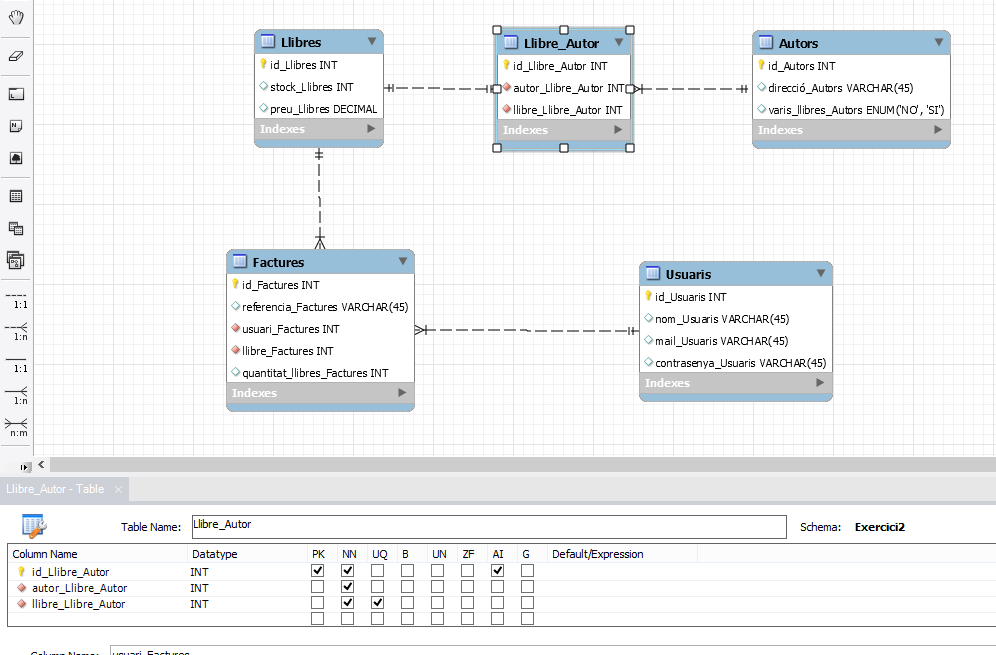 Llibres
id_Llibres INT
stock_Llibres INT
preu_Llibres DECIMAL
Indexes
Llibre_Autor
id_Llibre_Autor INT
autor_Llibre_Autor INT
llibre_Llibre_Autor INT
Indexes
Autors
id_Autors INT
direcció_Autors VARCHAR(45)
varis_llibres_Autors ENUM('NO', 'SI')
Indexes
Factures
id_Factures INT
referencia_Factures VARCHAR(45)
usuari_Factures INT
llibre_Factures INT
quantitat_llibres_Factures INT
Indexes
Usuaris
id_Usuaris INT
nom_Usuaris VARCHAR(45)
mail_Usuaris VARCHAR(45)
contrasenya_Usuaris VARCHAR(45)
Indexes
1:1
1:n
1:1
1:n
n:m
Llibre_Autor - Table ×
Table Name: Llibre_Autor Schema: Exercici2
Column Name Datatype PK NN UQ B UN ZF AI G Default/Expression
id_Llibre_Autor INT
autor_Llibre_Autor INT
llibre_Llibre_Autor INT
Column Name: usuari_Factures